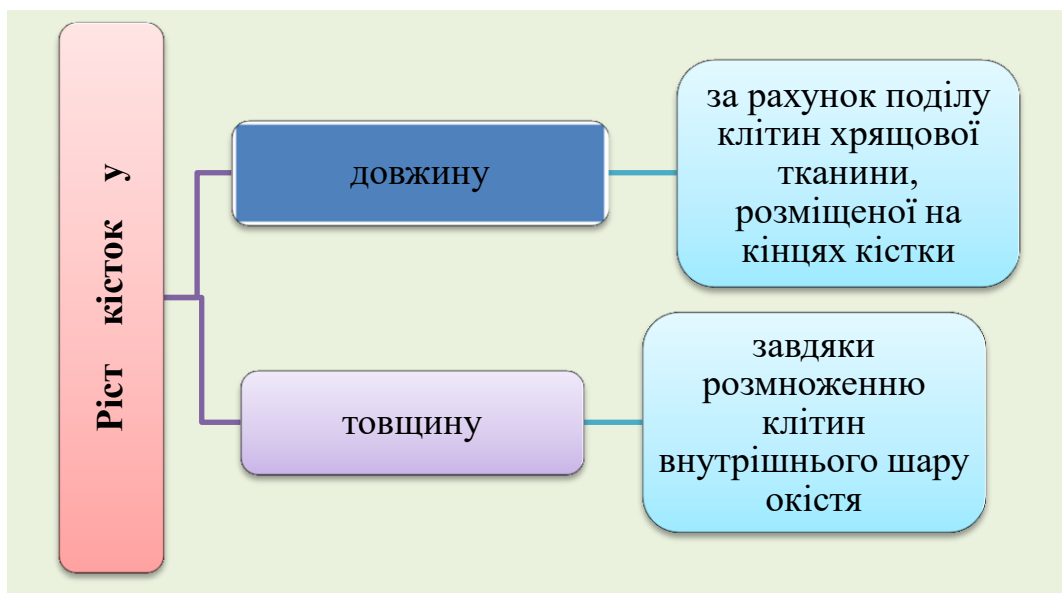 Ріст кісток у
довжину
за рахунок поділу
клітин хрящової
тканини,
розміщеної на
кінцях кістки
товщину
завдяки
розмноженню
клітин
внутрішнього шару
окістя